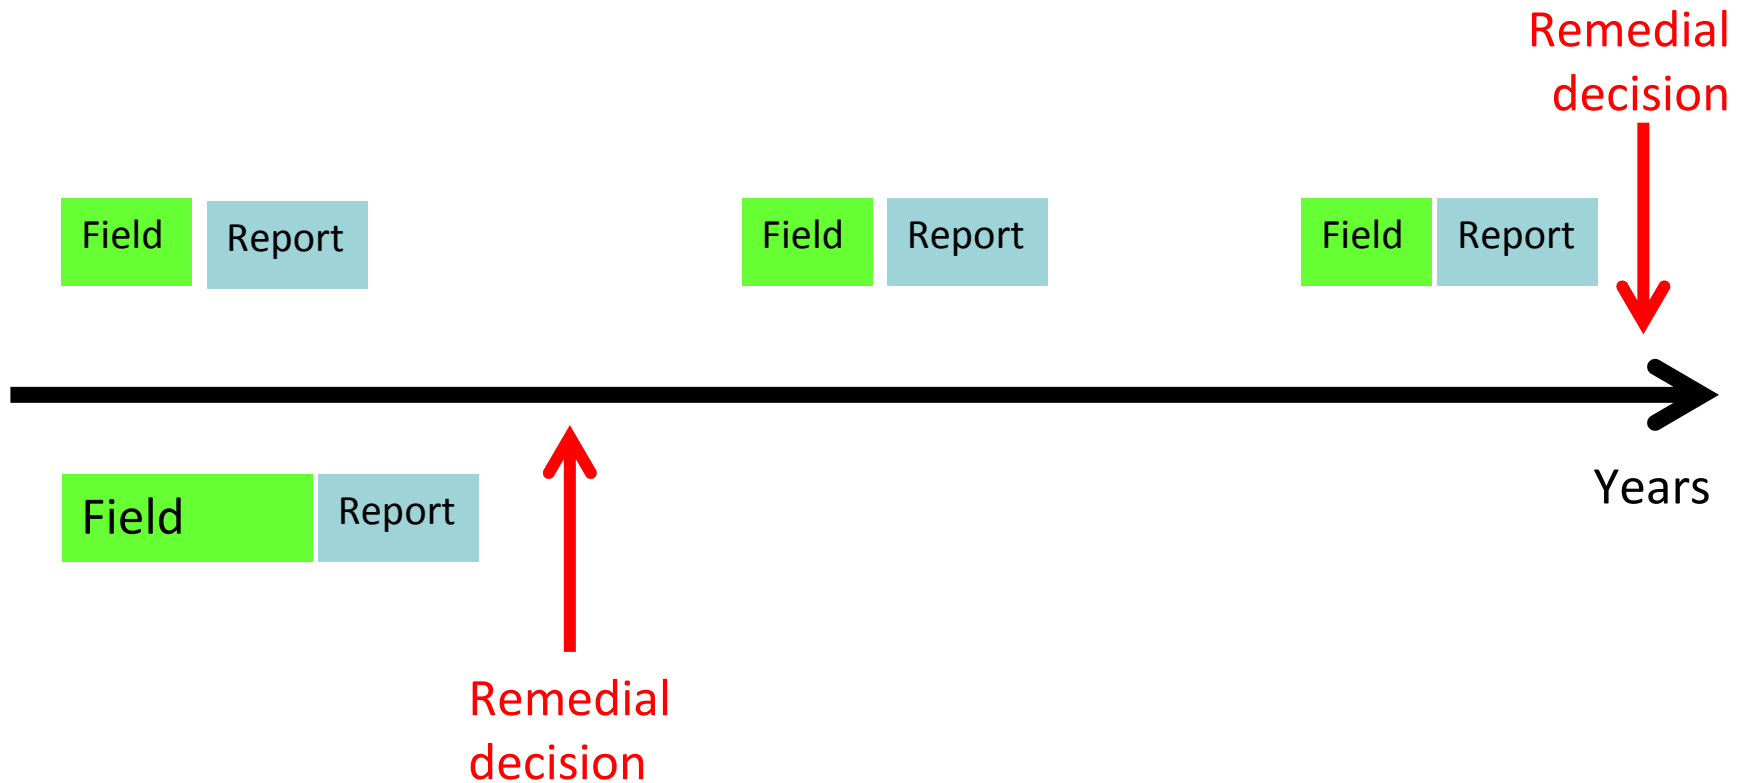 Remedial
decision
Field
Report
Field
Report
Field
Report
Years
Field
Report
Remedial
decision